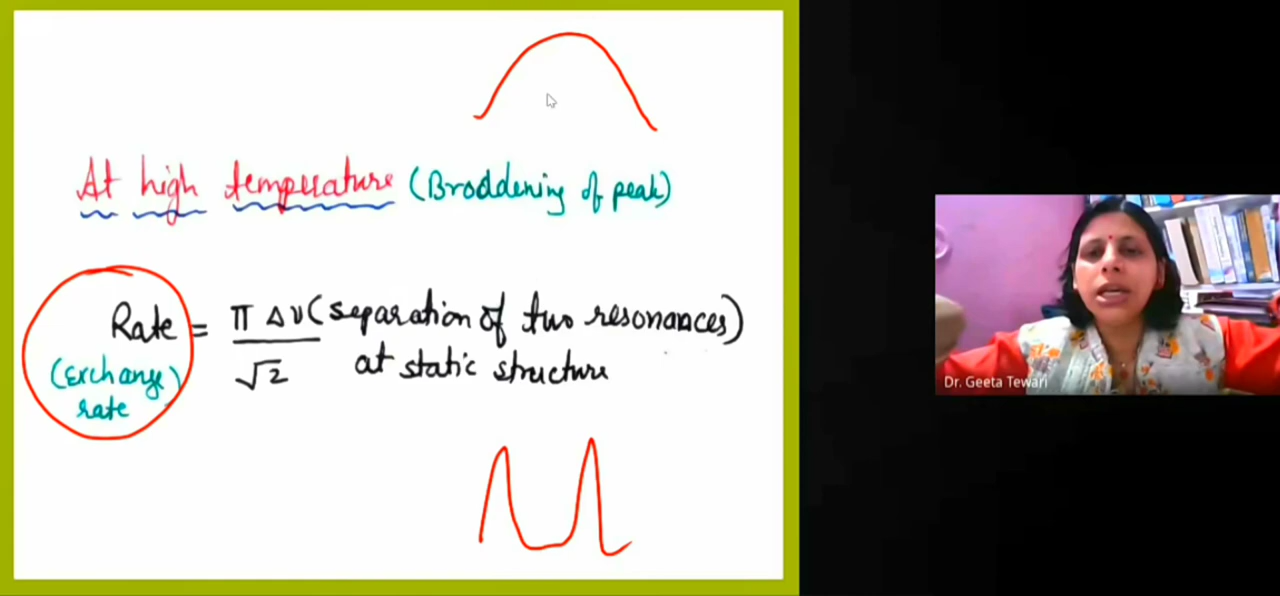 At high temperature (Broddening of peak)
Rate = π Δν (separation of two resonances)
(Exchange) √2 at static structure
rate
Dr. Geeta Tewari